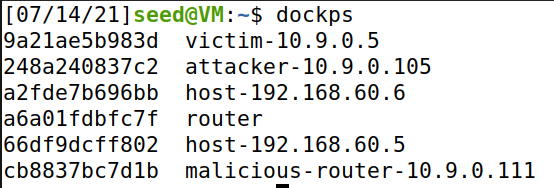 [07/14/21]seed@VM:~$ dockps
9a21ae5b983d  victim-10.9.0.5
248a240837c2  attacker-10.9.0.105
a2fde7b696bb  host-192.168.60.6
a6a01fdbfc7f  router
66df9dcff802  host-192.168.60.5
cb8837bc7d1b  malicious-router-10.9.0.111